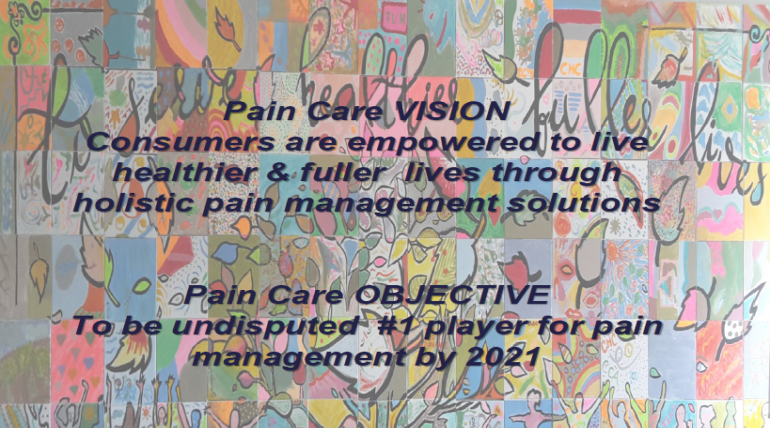 healthier fuller lives
CHC
Pain Care VISION
Consumers are empowered to live
healthier & fuller lives through
holistic pain management solutions
Pain Care OBJECTIVE
To be undisputed #1 player for pain
management by 2021